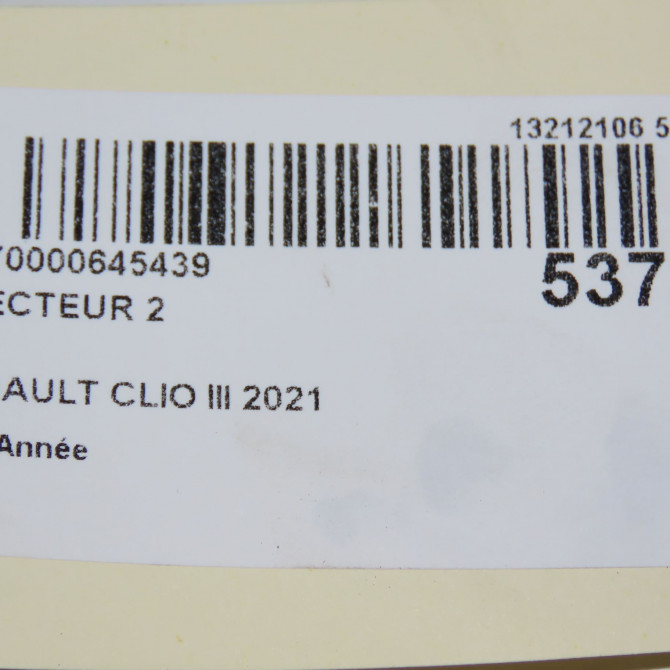 13212106 5
70000645439
537
ECTEUR 2
AULT CLIO III 2021
Année